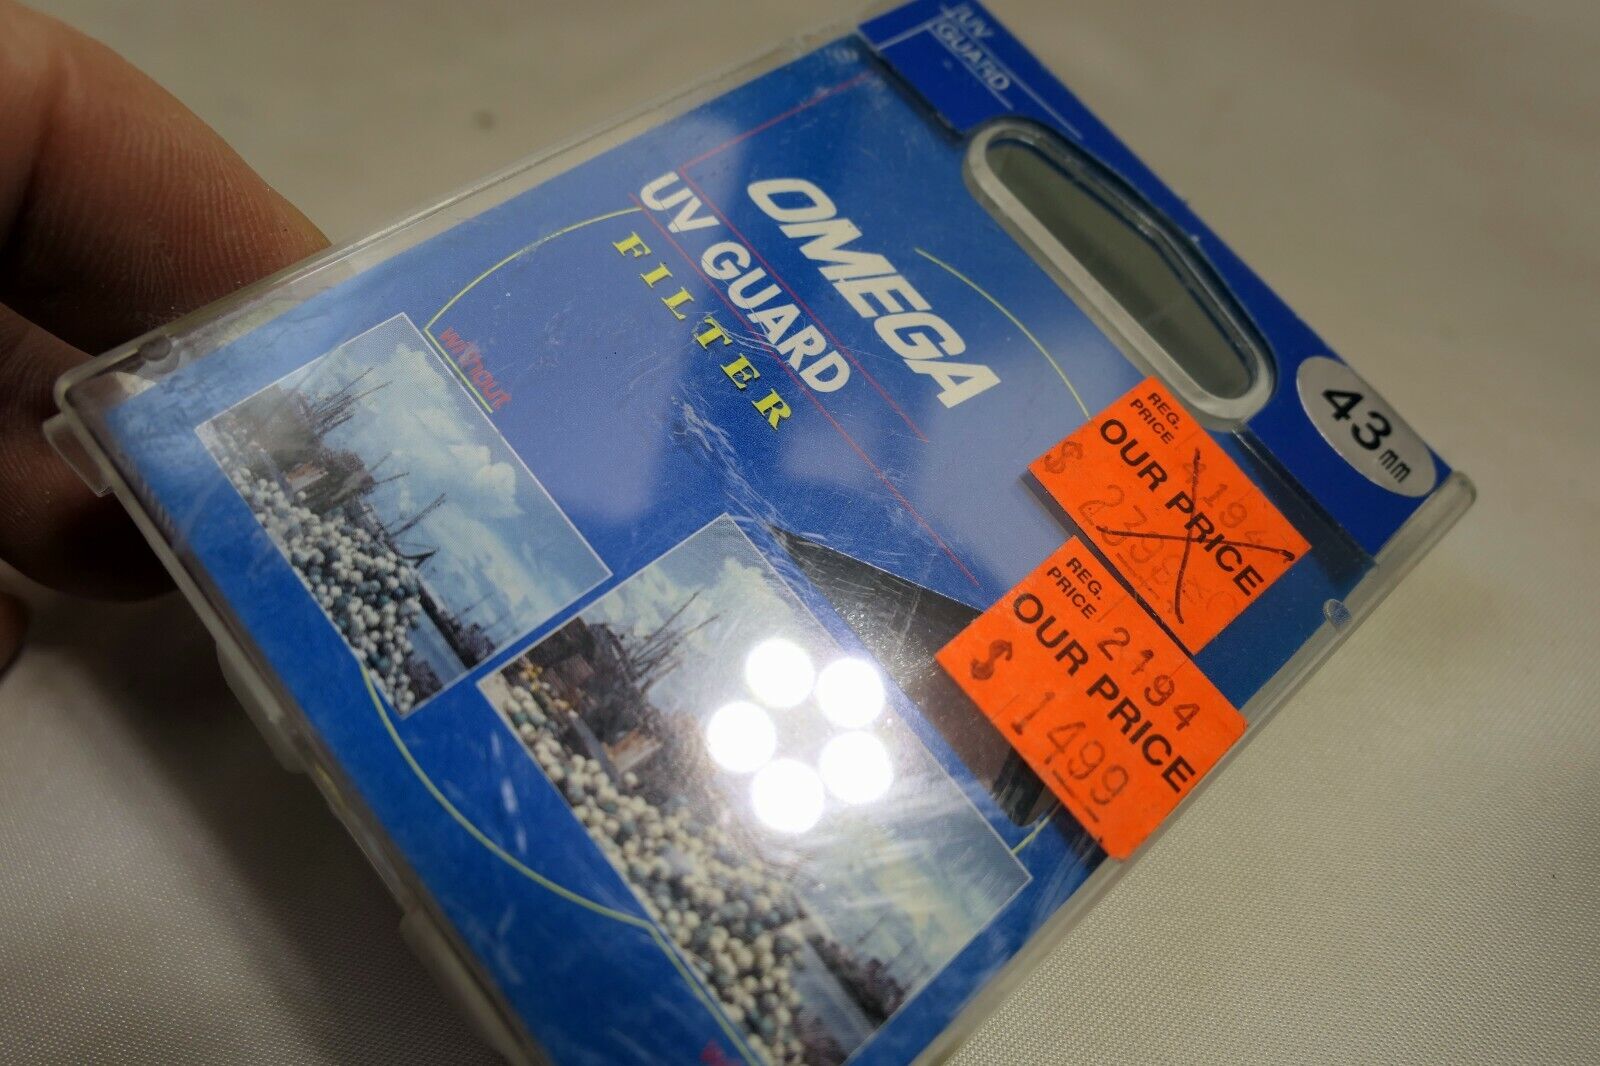 UV
GUARD
OMEGA
UV GUARD
FILTER
without
43mm
REG.
PRICE
OUR PRICE
$
REG.
PRICE 2194
OUR PRICE
$ 1499